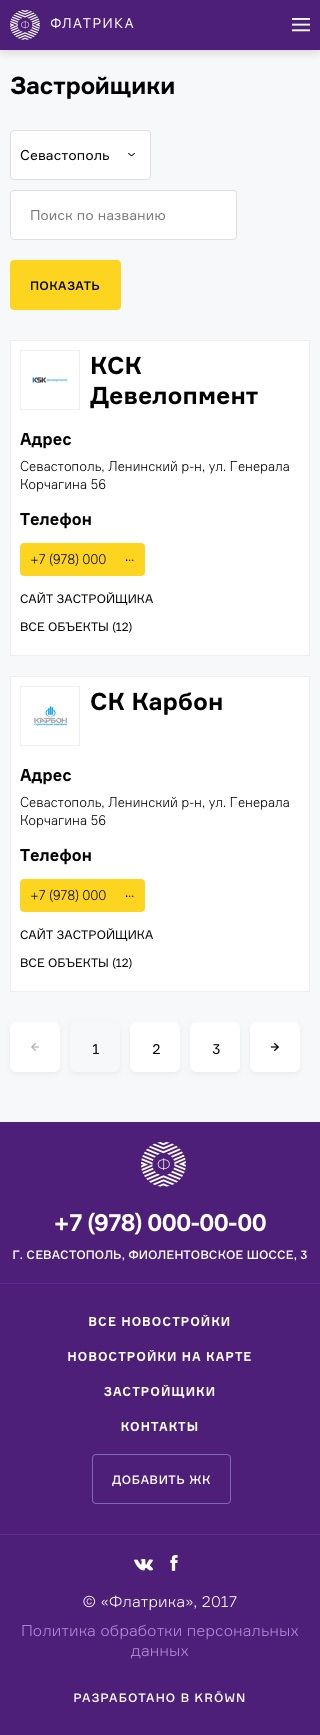 ФЛАТРИКА
Застройщики
Севастополь
Поиск по названию
ПОКАЗАТЬ
KSK
КСК
Девелопмент
Адрес
Севастополь, Ленинский р-н, ул. Генерала
Корчагина 56
Телефон
+7 (978) 000 ...
САЙТ ЗАСТРОЙЩИКА
ВСЕ ОБЪЕКТЫ (12)
КАРБОН
СК Карбон
Адрес
Севастополь, Ленинский р-н, ул. Генерала
Корчагина 56
Телефон
+7 (978) 000 ...
САЙТ ЗАСТРОЙЩИКА
ВСЕ ОБЪЕКТЫ (12)
← 1 2 3 →
Ф
+7 (978) 000-00-00
Г. СЕВАСТОПОЛЬ, ФИОЛЕНТОВСКОЕ ШОССЕ, 3
ВСЕ НОВОСТРОЙКИ
НОВОСТРОЙКИ НА КАРТЕ
ЗАСТРОЙЩИКИ
КОНТАКТЫ
ДОБАВИТЬ ЖК
© «Флатрика», 2017
Политика обработки персональных
данных
РАЗРАБОТАНО В KRŌWN